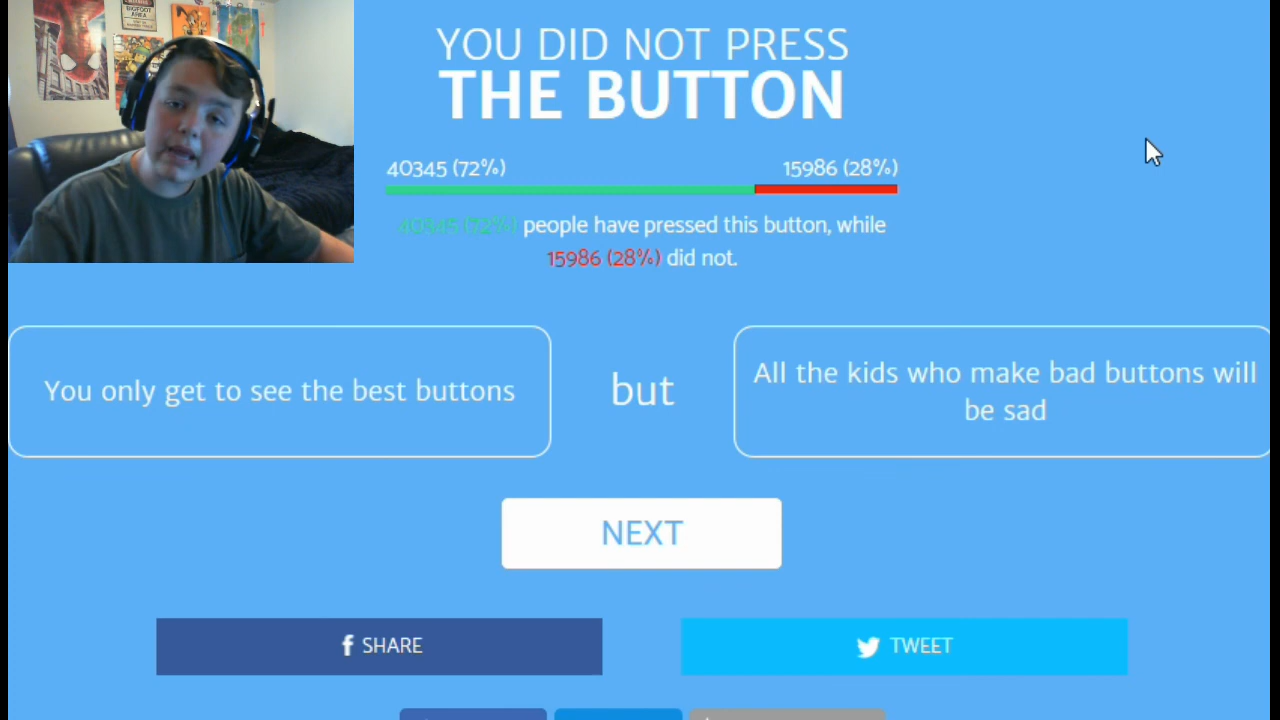 BIGFOOT
AREA
YOU DID NOT PRESS
THE BUTTON
40345 (72%)
15986 (28%)
40345 (72%) people have pressed this button, while
15986 (28%) did not.
You only get to see the best buttons
but
All the kids who make bad buttons will
be sad
NEXT
f SHARE
TWEET